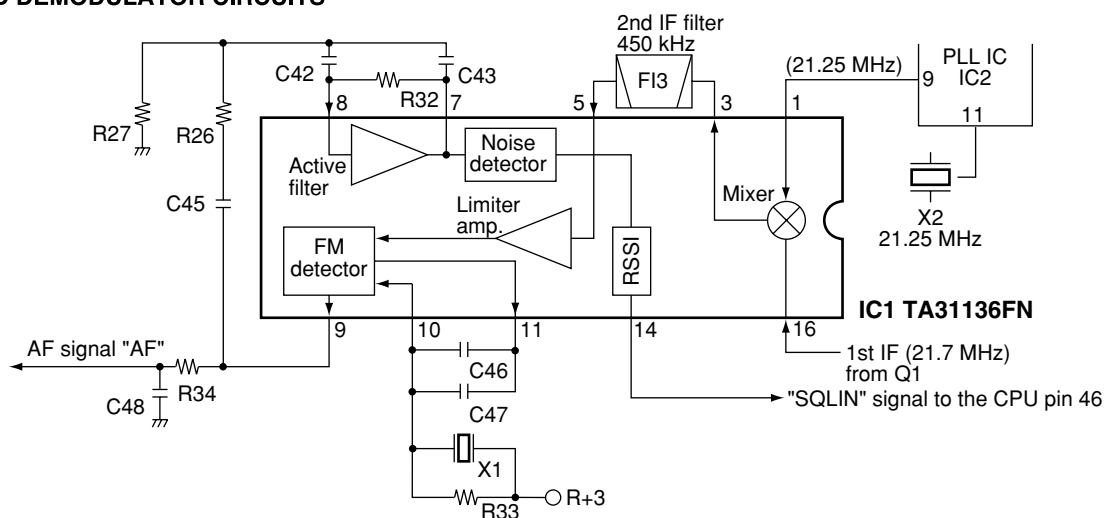 DEMODULATOR CIRCUITS
2nd IF filter
450 kHz
PLL IC
IC2
(21.25 MHz)
C42
C43
FI3
R32
9
8
7
5
3
1
11
R27
R26
Active
filter
Noise
detector
Mixer
X2
21.25 MHz
C45
Limiter
amp.
FM
detector
RSSI
IC1 TA31136FN
9
10
11
14
16
AF signal "AF"
R34
C48
C46
C47
1st IF (21.7 MHz)
from Q1
"SQLIN" signal to the CPU pin 46
X1
R33
R+3